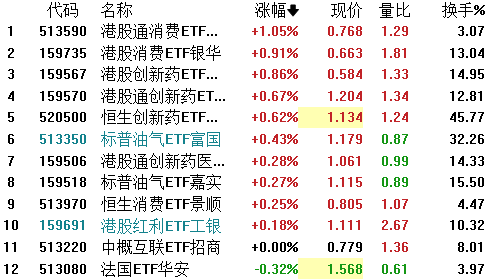 代码 名称 涨幅 现价 量比 换手%
1 513590 港股通消费ETF... +1.05% 0.768 1.29 3.07
2 159735 港股消费ETF银华 +0.91% 0.663 1.81 13.04
3 159567 港股创新药ETF... +0.86% 0.584 1.33 14.95
4 159570 港股通创新药ET... +0.67% 1.204 1.34 12.81
5 520500 恒生创新药ETF... +0.62% 1.134 1.24 45.77
6 513350 标普油气ETF富国 +0.43% 1.179 0.87 32.26
7 159506 港股通创新药医... +0.28% 1.061 0.99 14.33
8 159518 标普油气ETF嘉实 +0.27% 1.115 0.89 15.50
9 513970 恒生消费ETF景顺 +0.25% 0.805 1.07 4.47
10 159691 港股红利ETF工银 +0.18% 1.111 2.67 10.32
11 513220 中概互联ETF招商 +0.00% 0.779 1.36 8.01
12 513080 法国ETF华安 -0.32% 1.568 0.61 3.97